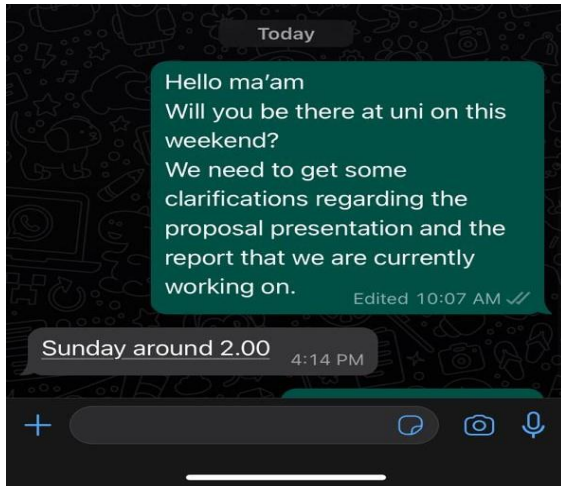 Today
Hello ma'am
Will you be there at uni on this
weekend?
We need to get some
clarifications regarding the
proposal presentation and the
report that we are currently
working on.
Edited 10:07 AM
Sunday around 2.00
4:14 PM